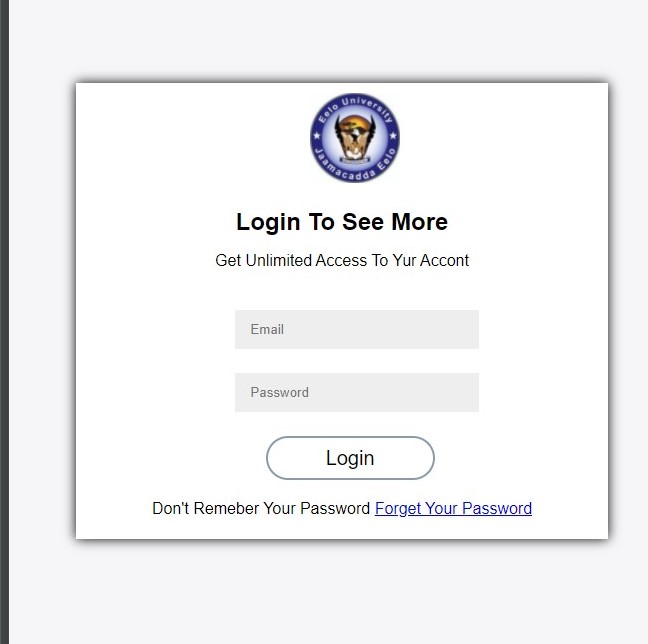 Eelo University
Jaamacadda Eelo
Login To See More
Get Unlimited Access To Yur Accont
Email
Password
Login
Don't Remeber Your Password Forget Your Password